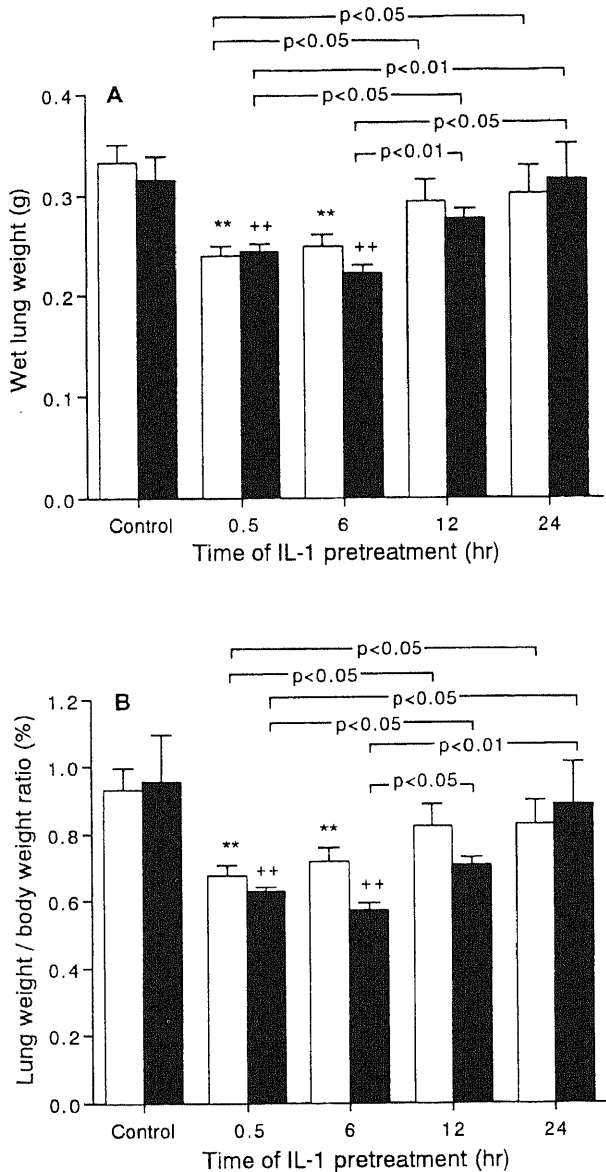 p<0.05
p<0.05
p<0.01
p<0.05
p<0.05
p<0.01
A
0.4
0.3
0.2
0.1
0.0
Wet lung weight (g)
** ++ ** ++
Control 0.5 6 12 24
Time of IL-1 pretreatment (hr)
p<0.05
p<0.05
p<0.05
p<0.05
p<0.01
p<0.05
B
1.2
1.0
0.8
0.6
0.4
0.2
0.0
Lung weight / body weight ratio (%)
** ++ ** ++
Control 0.5 6 12 24
Time of IL-1 pretreatment (hr)